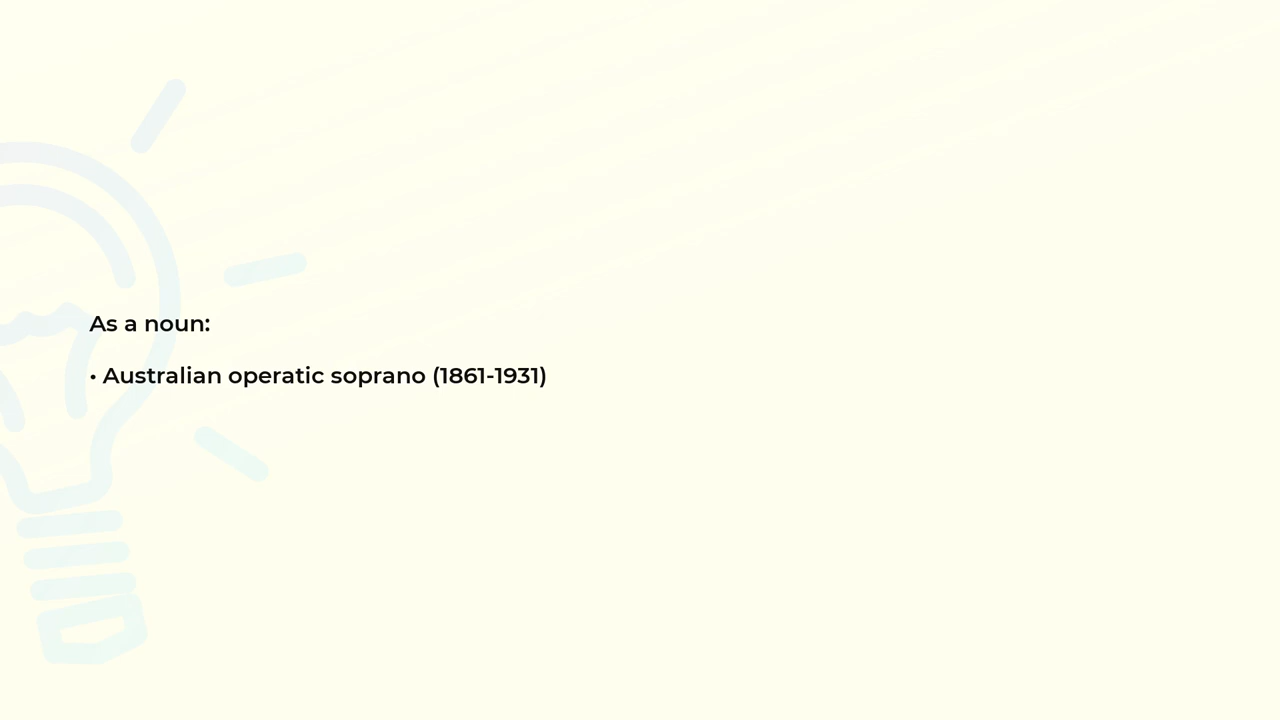 As a noun:
• Australian operatic soprano (1861-1931)